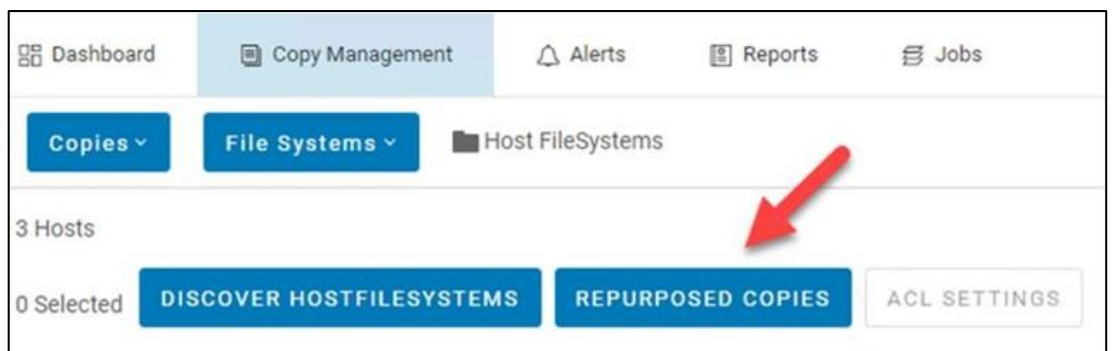 Dashboard Copy Management Alerts Reports Jobs
Copies File Systems Host FileSystems
3 Hosts
0 Selected DISCOVER HOSTFILESYSTEMS REPURPOSED COPIES ACL SETTINGS